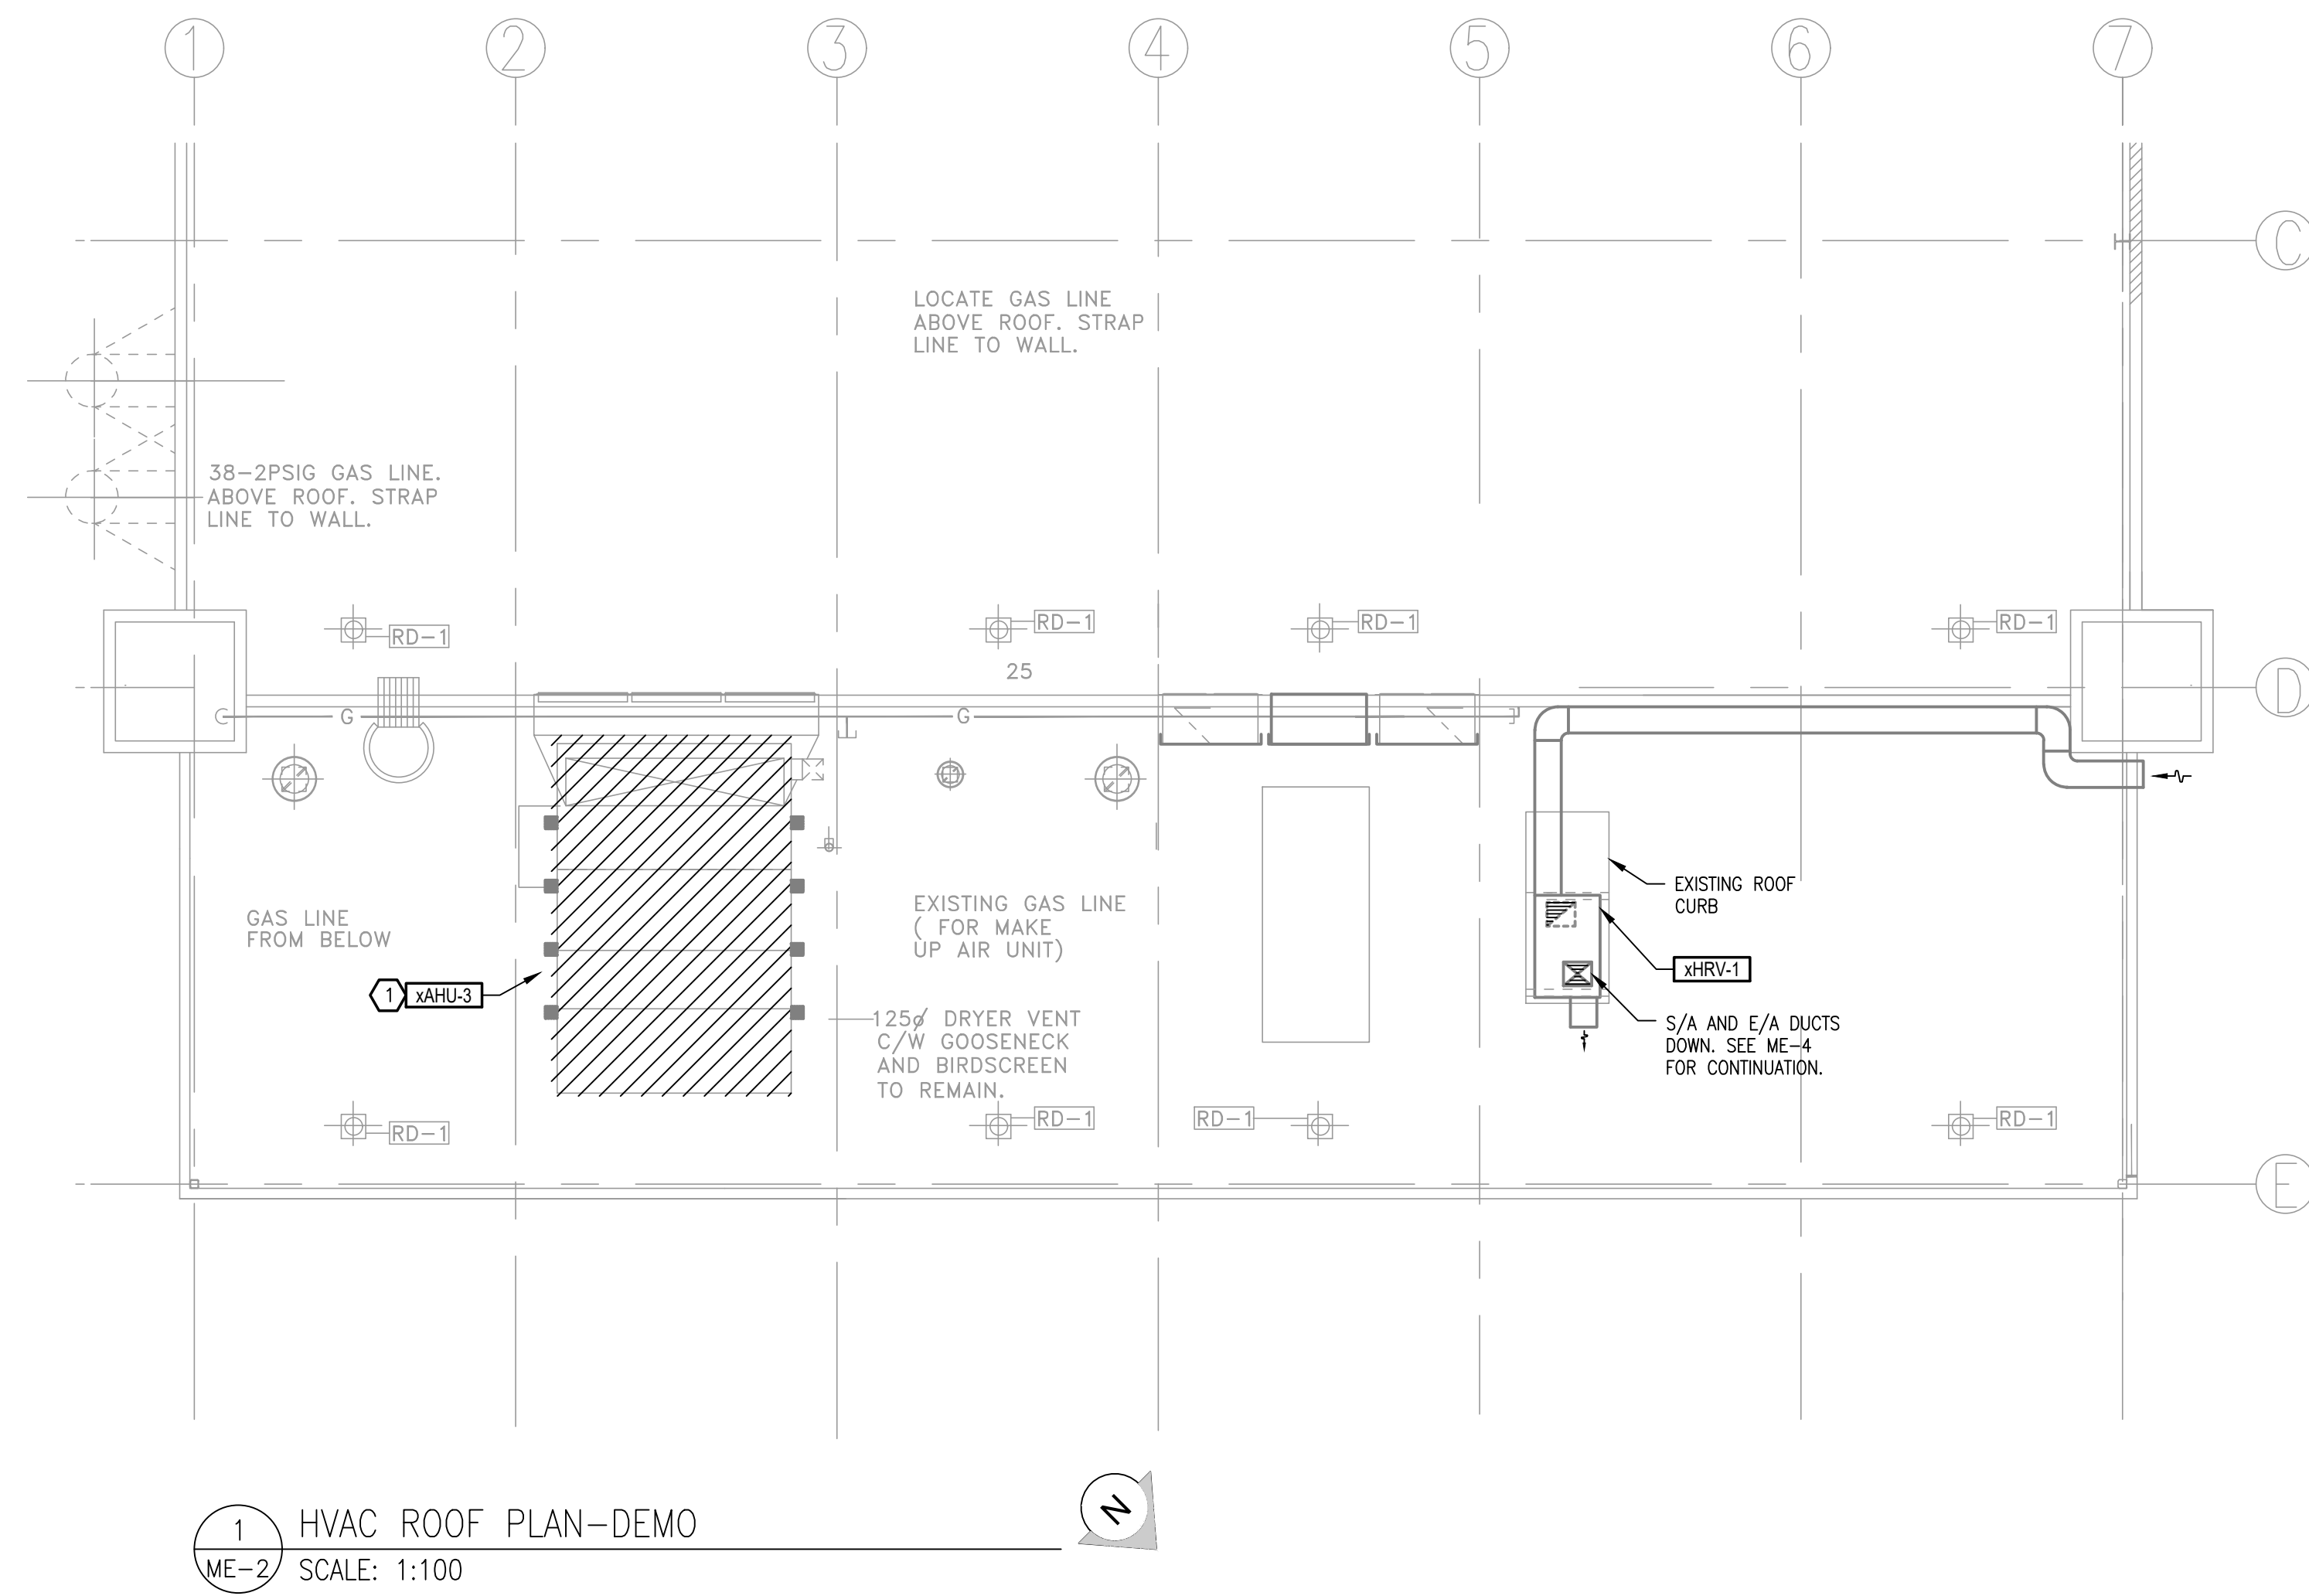 1 2 3 4 5 6 7
C
LOCATE GAS LINE
ABOVE ROOF. STRAP
LINE TO WALL.
38-2PSIG GAS LINE.
ABOVE ROOF. STRAP
LINE TO WALL.
RD-1
RD-1
RD-1
RD-1
25
D
G
G
EXISTING ROOF
CURB
GAS LINE
FROM BELOW
EXISTING GAS LINE
( FOR MAKE
UP AIR UNIT)
xHRV-1
1 xAHU-3
125ø DRYER VENT
C/W GOOSENECK
AND BIRDSCREEN
TO REMAIN.
S/A AND E/A DUCTS
DOWN. SEE ME-4
FOR CONTINUATION.
RD-1
RD-1
RD-1
RD-1
E
N
1
ME-2
HVAC ROOF PLAN-DEMO
SCALE: 1:100